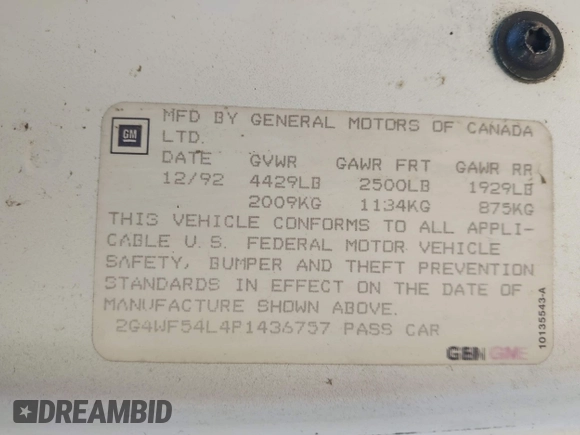 MFD BY GENERAL MOTORS OF CANADA
GM
LTD.
DATE GVWR GAWR FRT GAWR RR
12/92 4429LB 2500LB 1929LB
2009KG 1134KG 875KG
THIS VEHICLE CONFORMS TO ALL APPLI-
CABLE U.S. FEDERAL MOTOR VEHICLE
SAFETY, BUMPER AND THEFT PREVENTION
STANDARDS IN EFFECT ON THE DATE OF
MANUFACTURE SHOWN ABOVE.
2G4WF54L4P1436757 PASS CAR
GEN GME
10135543-A
DREAMBID